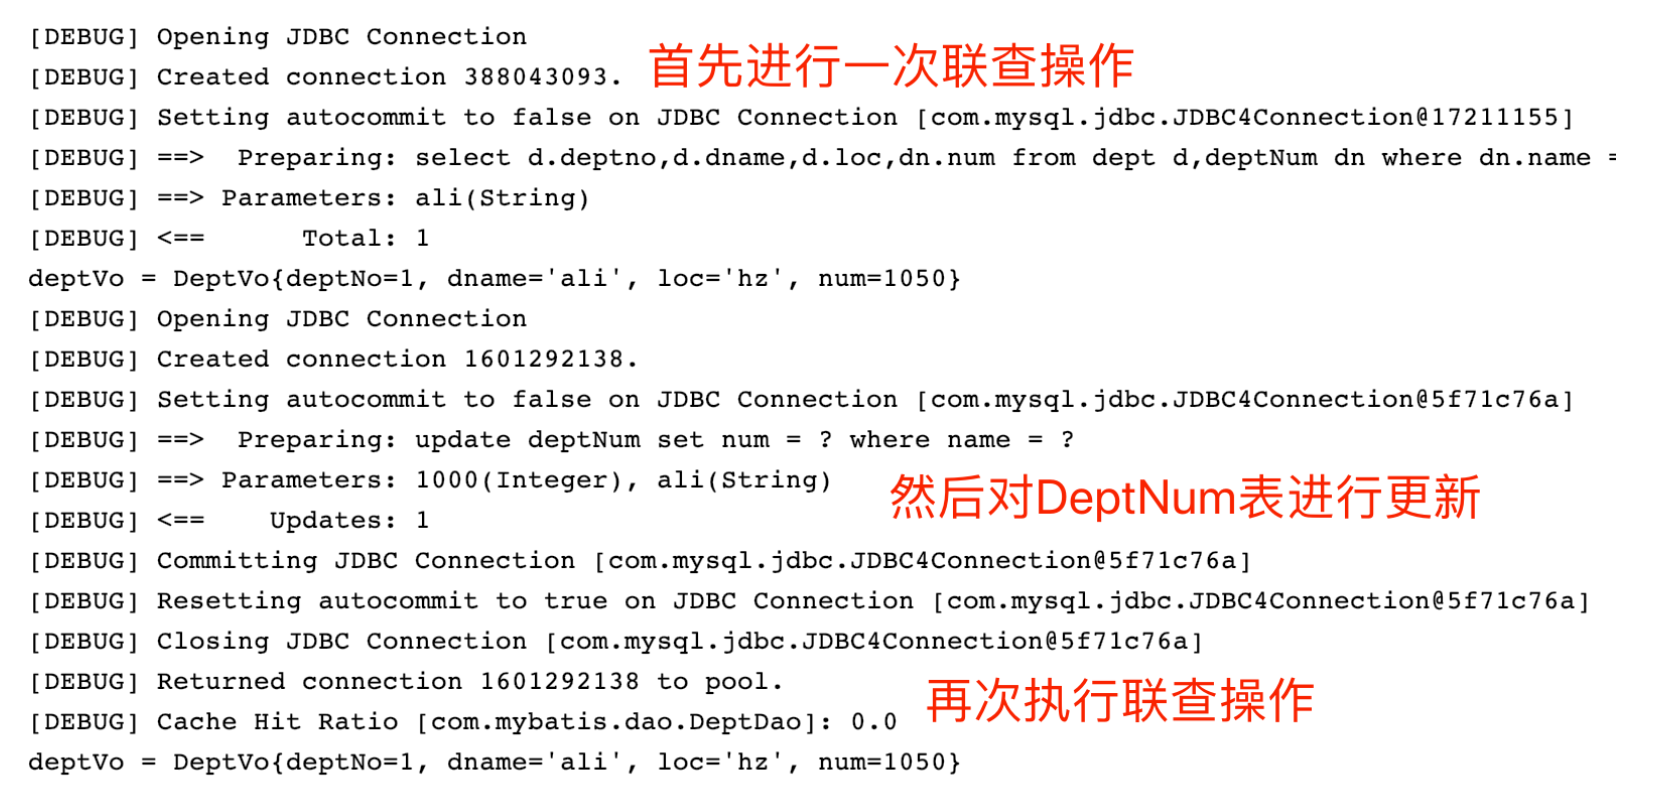 [DEBUG] Opening JDBC Connection
首先进行一次联查操作
[DEBUG] Created connection 388043093.
[DEBUG] Setting autocommit to false on JDBC Connection [com.mysql.jdbc.JDBC4Connection@17211155]
[DEBUG] ==>  Preparing: select d.deptno,d.dname,d.loc,dn.num from dept d,deptNum dn where dn.name =
[DEBUG] ==> Parameters: ali(String)
[DEBUG] <==      Total: 1
deptVo = DeptVo{deptNo=1, dname='ali', loc='hz', num=1050}
[DEBUG] Opening JDBC Connection
[DEBUG] Created connection 1601292138.
[DEBUG] Setting autocommit to false on JDBC Connection [com.mysql.jdbc.JDBC4Connection@5f71c76a]
[DEBUG] ==>  Preparing: update deptNum set num = ? where name = ?
[DEBUG] ==> Parameters: 1000(Integer), ali(String)
然后对DeptNum表进行更新
[DEBUG] <==    Updates: 1
[DEBUG] Committing JDBC Connection [com.mysql.jdbc.JDBC4Connection@5f71c76a]
[DEBUG] Resetting autocommit to true on JDBC Connection [com.mysql.jdbc.JDBC4Connection@5f71c76a]
[DEBUG] Closing JDBC Connection [com.mysql.jdbc.JDBC4Connection@5f71c76a]
[DEBUG] Returned connection 1601292138 to pool.
再次执行联查操作
[DEBUG] Cache Hit Ratio [com.mybatis.dao.DeptDao]: 0.0
deptVo = DeptVo{deptNo=1, dname='ali', loc='hz', num=1050}